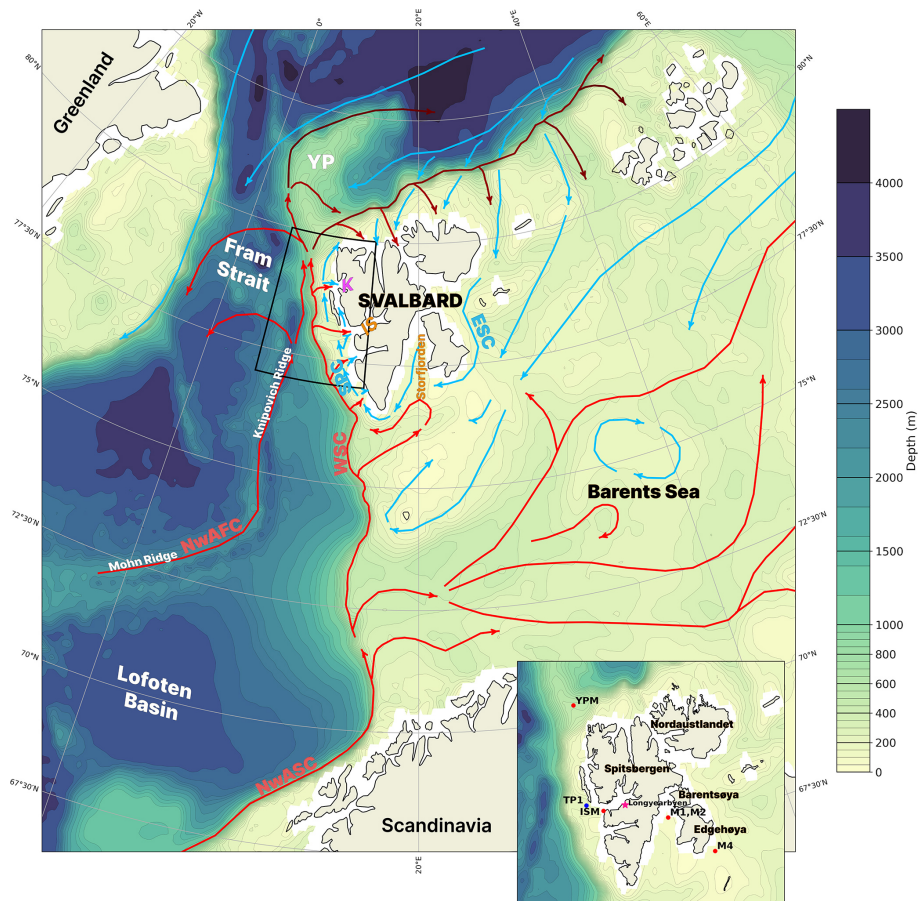 20°W
0°
20°E
40°E
60°E
80°N
80°N
Greenland
YP
4000
77°30'N
77°30'N
Fram
Strait
K
SVALBARD
3500
IS
ESC
3000
Storfjorden
SPC
75°N
75°N
Knipovich Ridge
2500
Depth (m)
WSC
2000
Barents Sea
72°30'N
72°30'N
NwAFC
Mohn Ridge
1500
1000
800
600
400
200
0
70°N
70°N
Lofoten
Basin
YPM
Nordaustlandet
Spitsbergen
NwASC
67°30'N
67°30'N
Barentsøya
TP1
Longyearbyen
ISM
M1,M2
Scandinavia
Edgehøya
M4
20°E